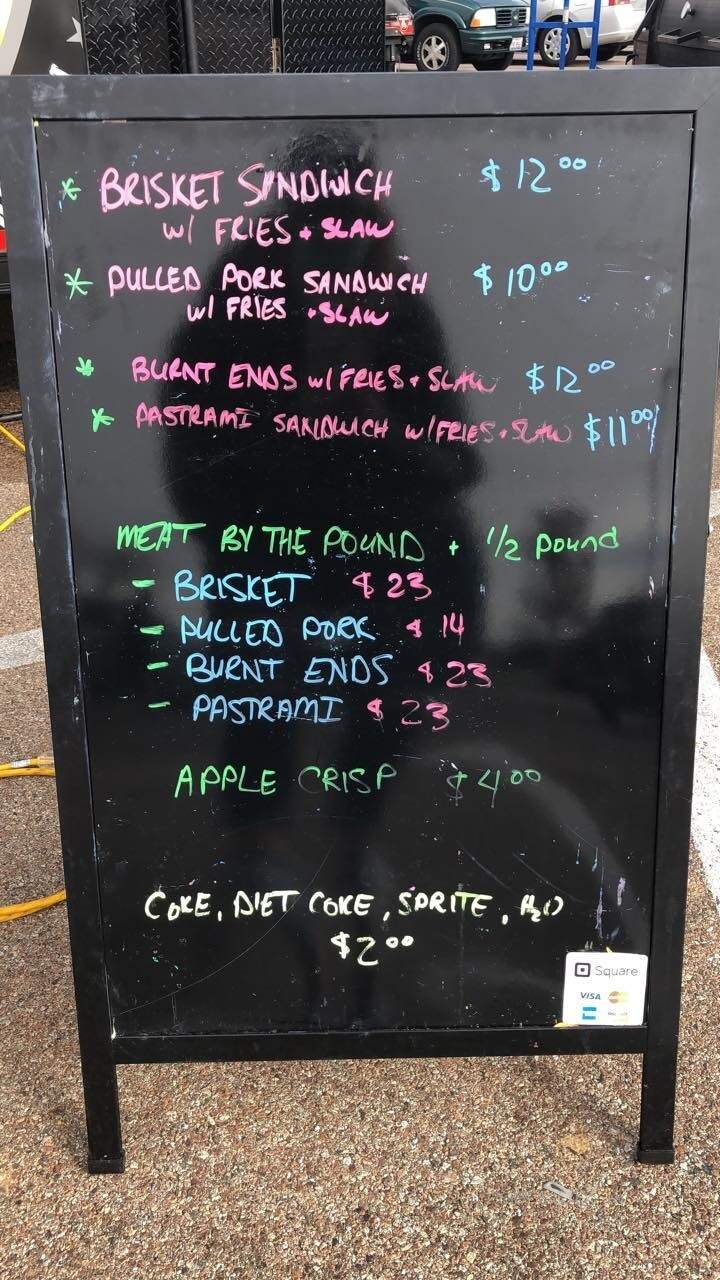 * BRISKET SANDWICH $12.00
w/ FRIES + SLAW
* PULLED PORK SANDWICH $10.00
w/ FRIES + SLAW
* BURNT ENDS w/ FRIES + SLAW $12.00
* PASTRAMI SANDWICH w/ FRIES + SLAW $11.00
MEAT BY THE POUND + 1/2 Pound
- BRISKET $23
- PULLED PORK $14
- BURNT ENDS $23
- PASTRAMI $23
APPLE CRISP $4.00
COKE, DIET COKE, SPRITE, H2O
$2.00
Square
VISA